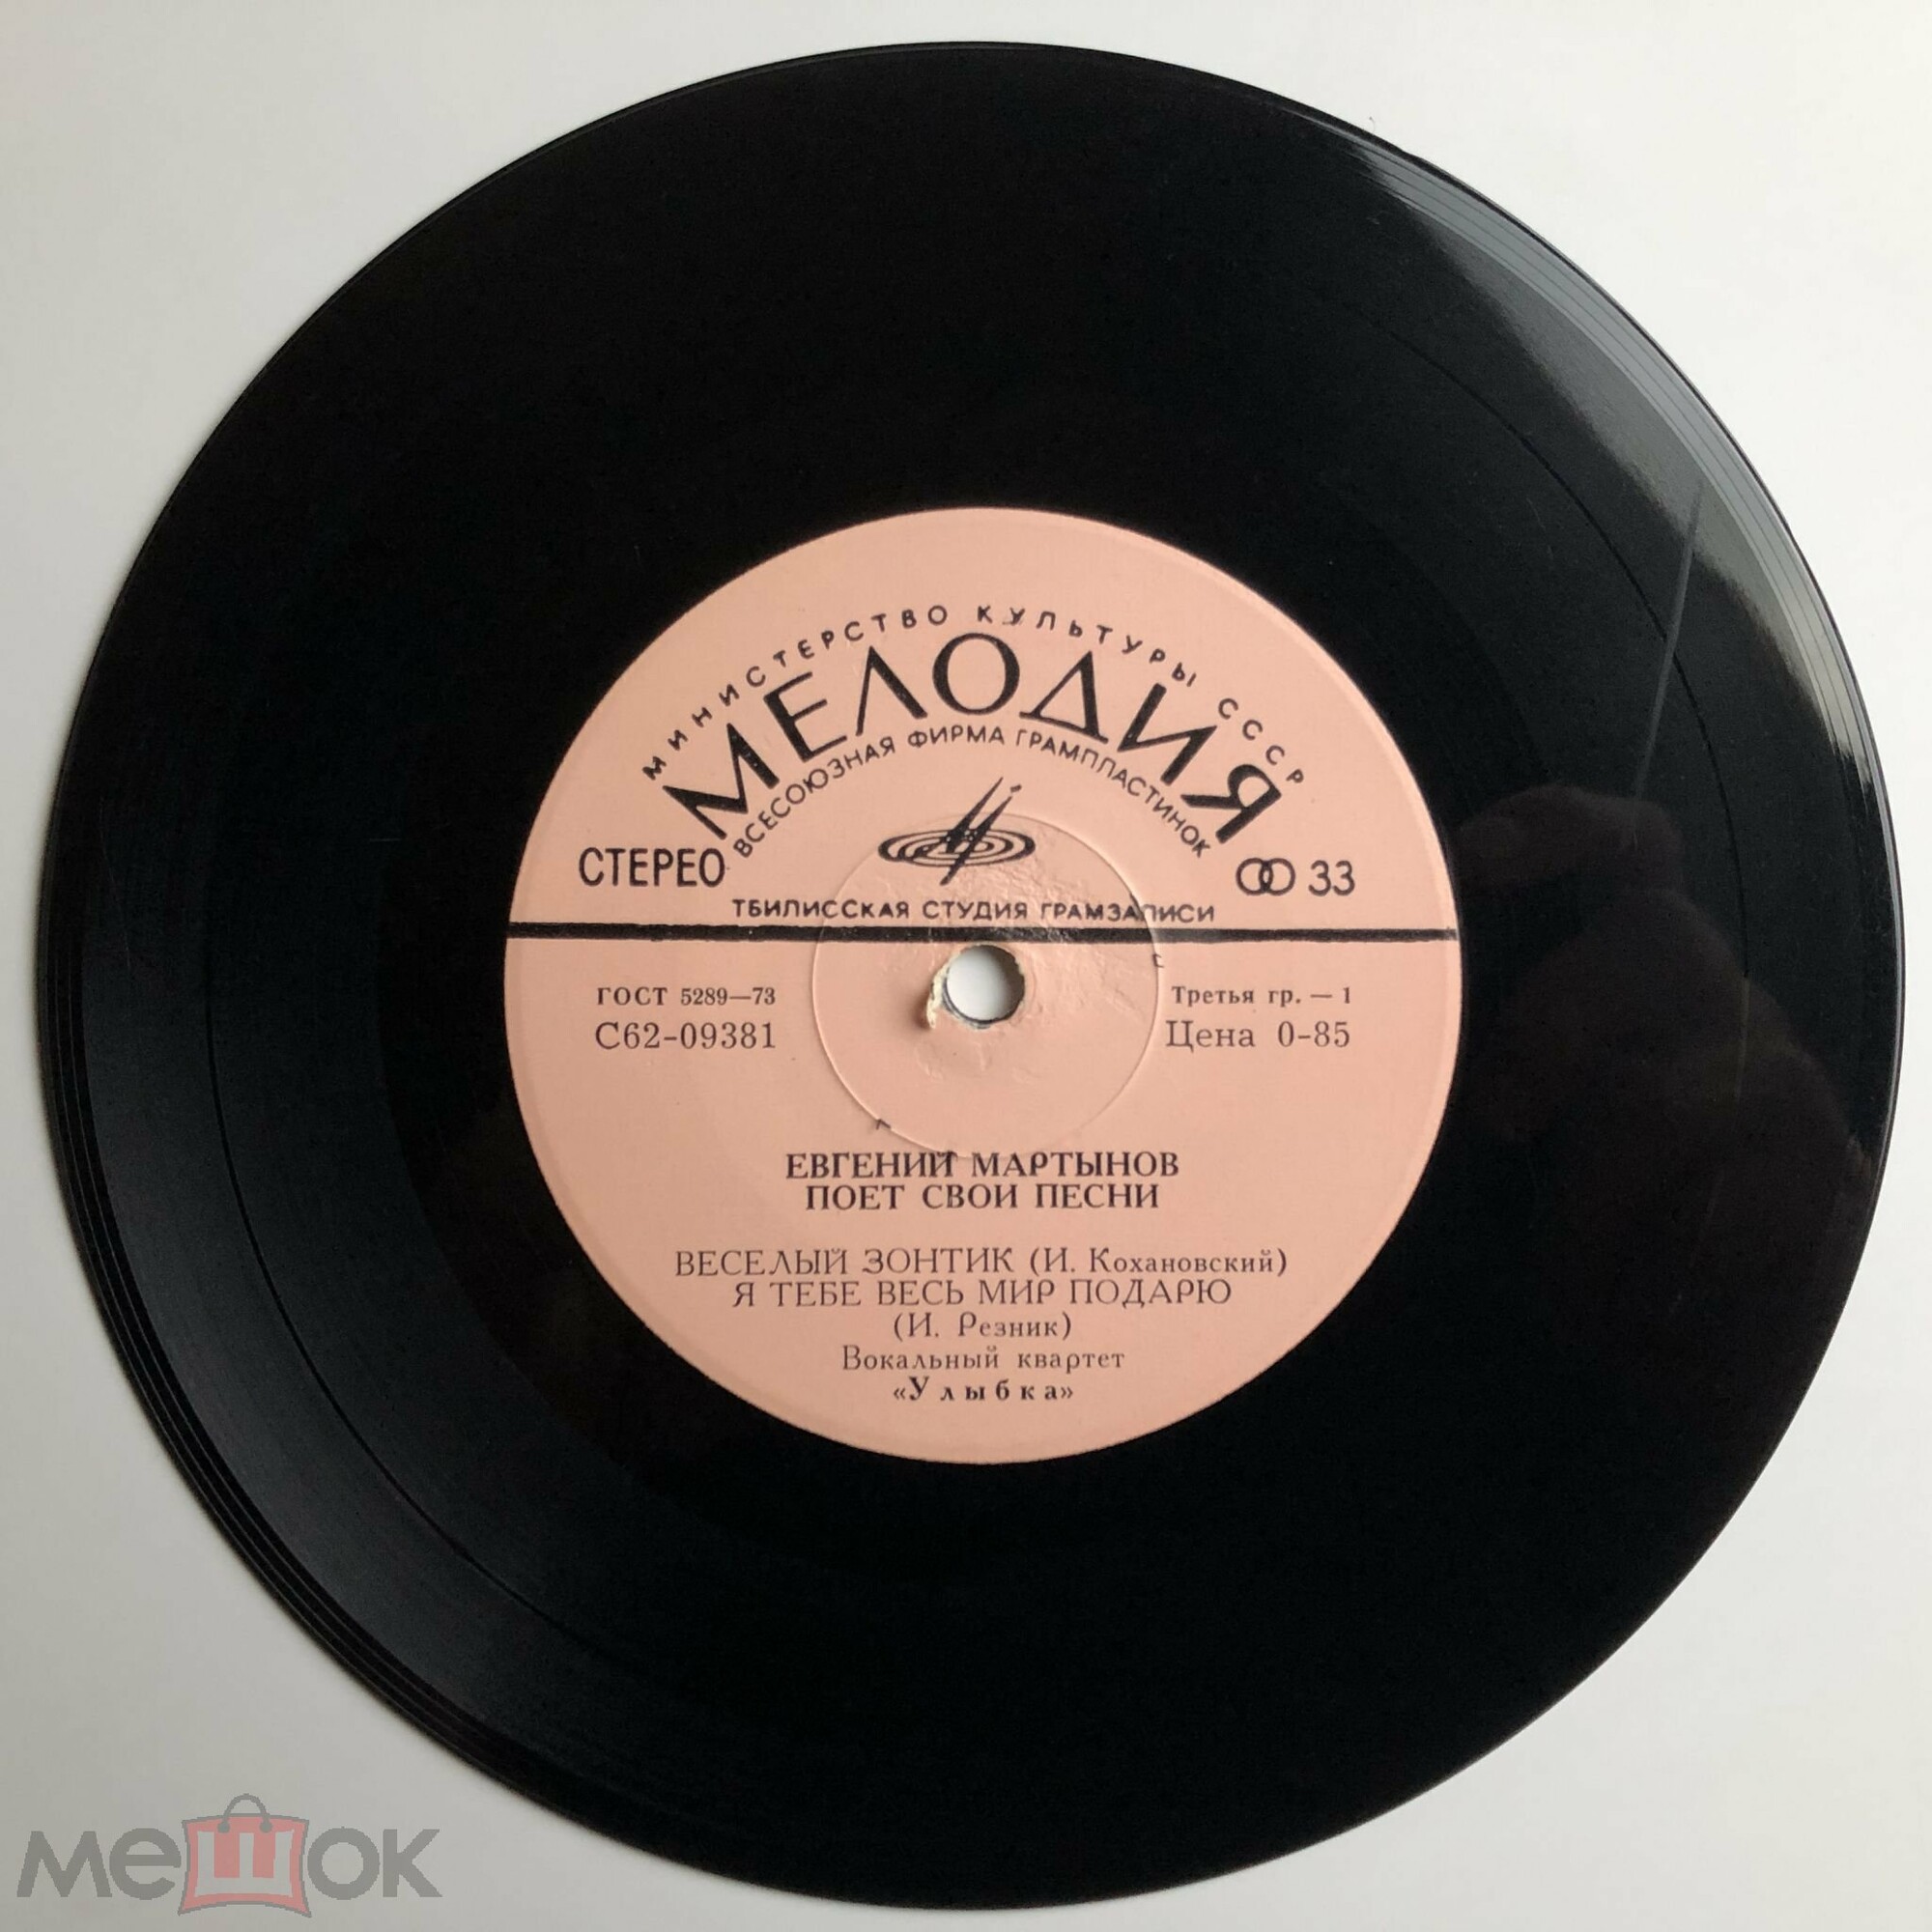 МИНИСТЕРСТВО КУЛЬТУРЫ СССР
МЕЛОДИЯ
ВСЕСОЮЗНАЯ ФИРМА ГРАМПЛАСТИНОК
СТЕРЕО
33
ТБИЛИССКАЯ СТУДИЯ ГРАМЗАПИСИ
ГОСТ 5289—73
Третья гр. — 1
С62-09381
Цена 0-85
ЕВГЕНИЙ МАРТЫНОВ
ПОЕТ СВОИ ПЕСНИ
ВЕСЕЛЫЙ ЗОНТИК (И. Кохановский)
Я ТЕБЕ ВЕСЬ МИР ПОДАРЮ
(И. Резник)
Вокальный квартет
«Улыбка»
мешок